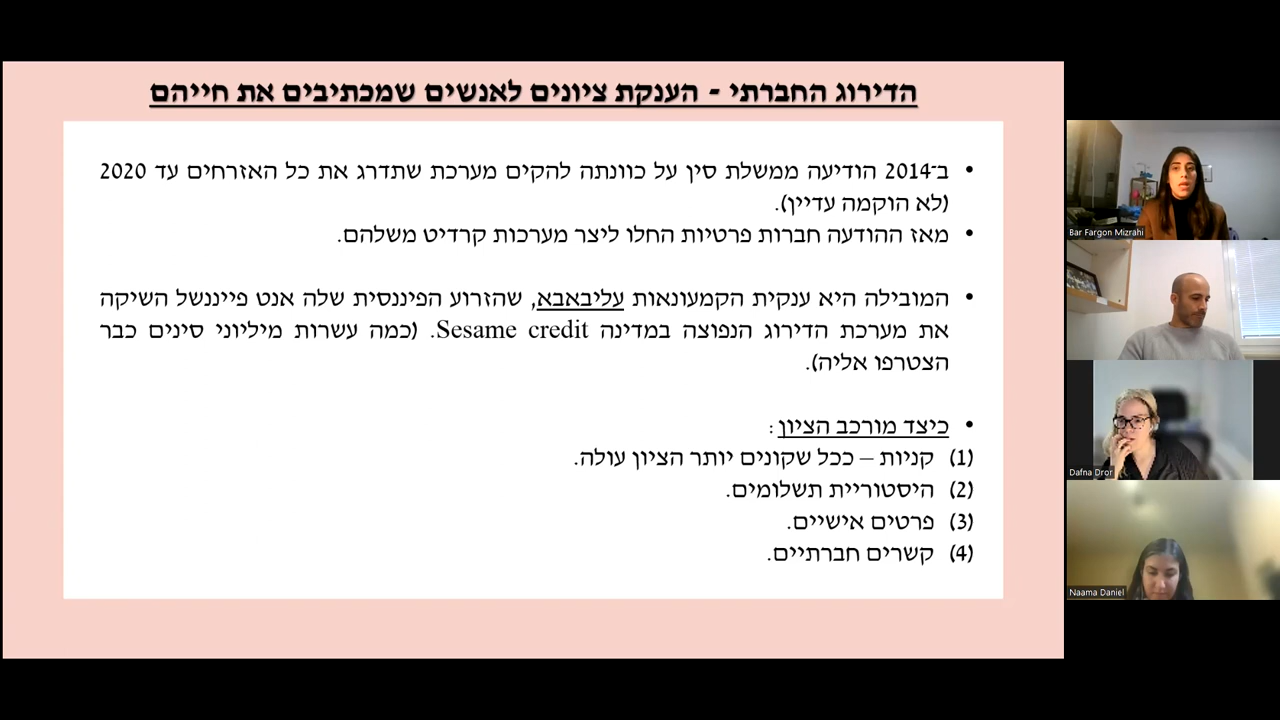 הדירוג החברתי - הענקת ציונים לאנשים שמכתיבים את חייהם
• ב־2014 הודיעה ממשלת סין על כוונתה להקים מערכת שתדרג את כל האזרחים עד 2020
(לא הוקמה עדיין).
• מאז ההודעה חברות פרטיות החלו ליצר מערכות קרדיט משלהם.
• המובילה היא ענקית הקמעונאות עליבאבא, שהזרוע הפיננסית שלה אנט פייננשל השיקה
את מערכת הדירוג הנפוצה במדינה Sesame credit. (כמה עשרות מיליוני סינים כבר
הצטרפו אליה).
• כיצד מורכב הציון :
(1) קניות – ככל שקונים יותר הציון עולה.
(2) היסטוריית תשלומים.
(3) פרטים אישיים.
(4) קשרים חברתיים.
Bar Fargon Mizrahi
Dafna Dror
Naama Daniel